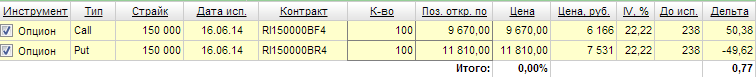 Инструмент Тип Страйк Дата исп. Контракт К-во Поз. откр. по Цена Цена, руб. IV, % До исп. Дельта
Опцион Call 150 000 16.06.14 RI150000BF4 100 9 670,00 9 670,00 6 166 22,22 238 50,38
Опцион Put 150 000 16.06.14 RI150000BR4 100 11 810,00 11 810,00 7 531 22,22 238 -49,62
Итого: 0,00% 0,77